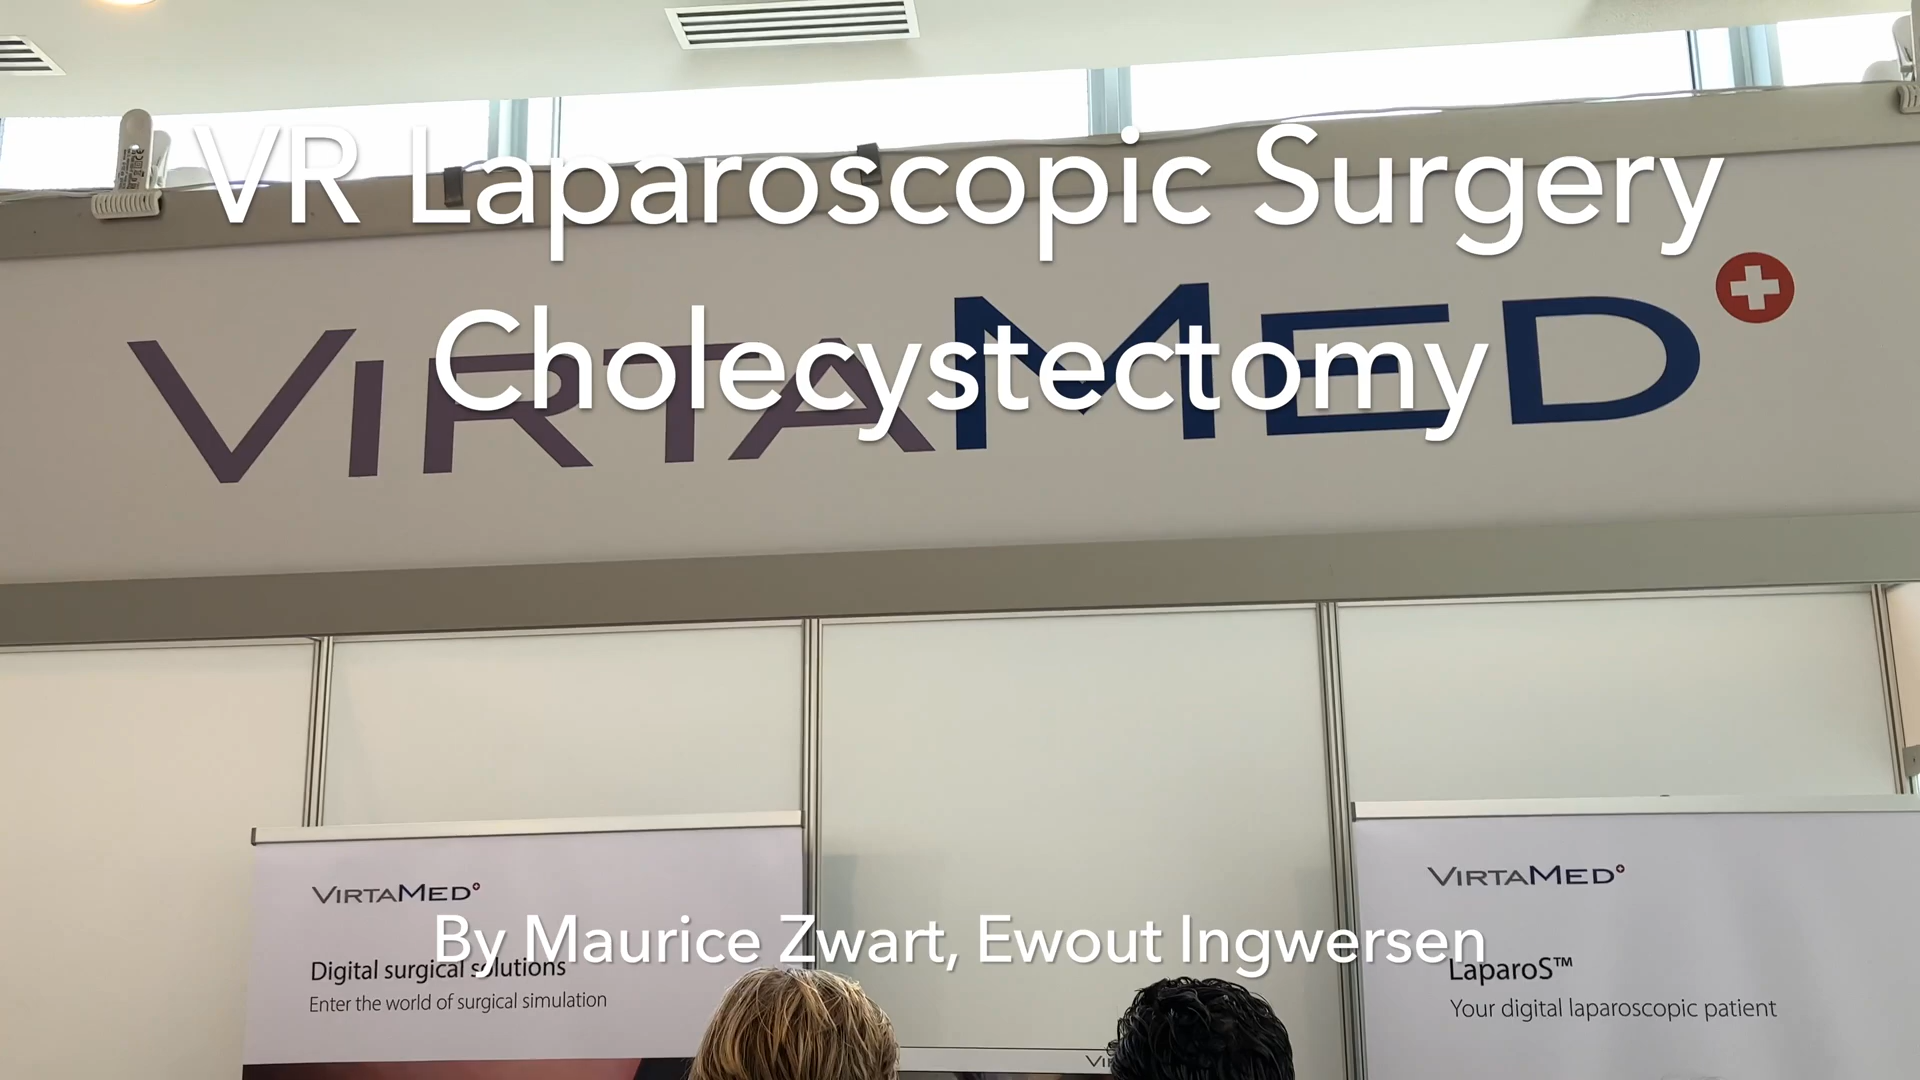 VR Laparoscopic Surgery
Cholecystectomy
VIRTAMED
VIRTAMED
Digital surgical solutions
Enter the world of surgical simulation
By Maurice Zwart, Ewout Ingwersen
VIRTAMED
LaparoS™
Your digital laparoscopic patient